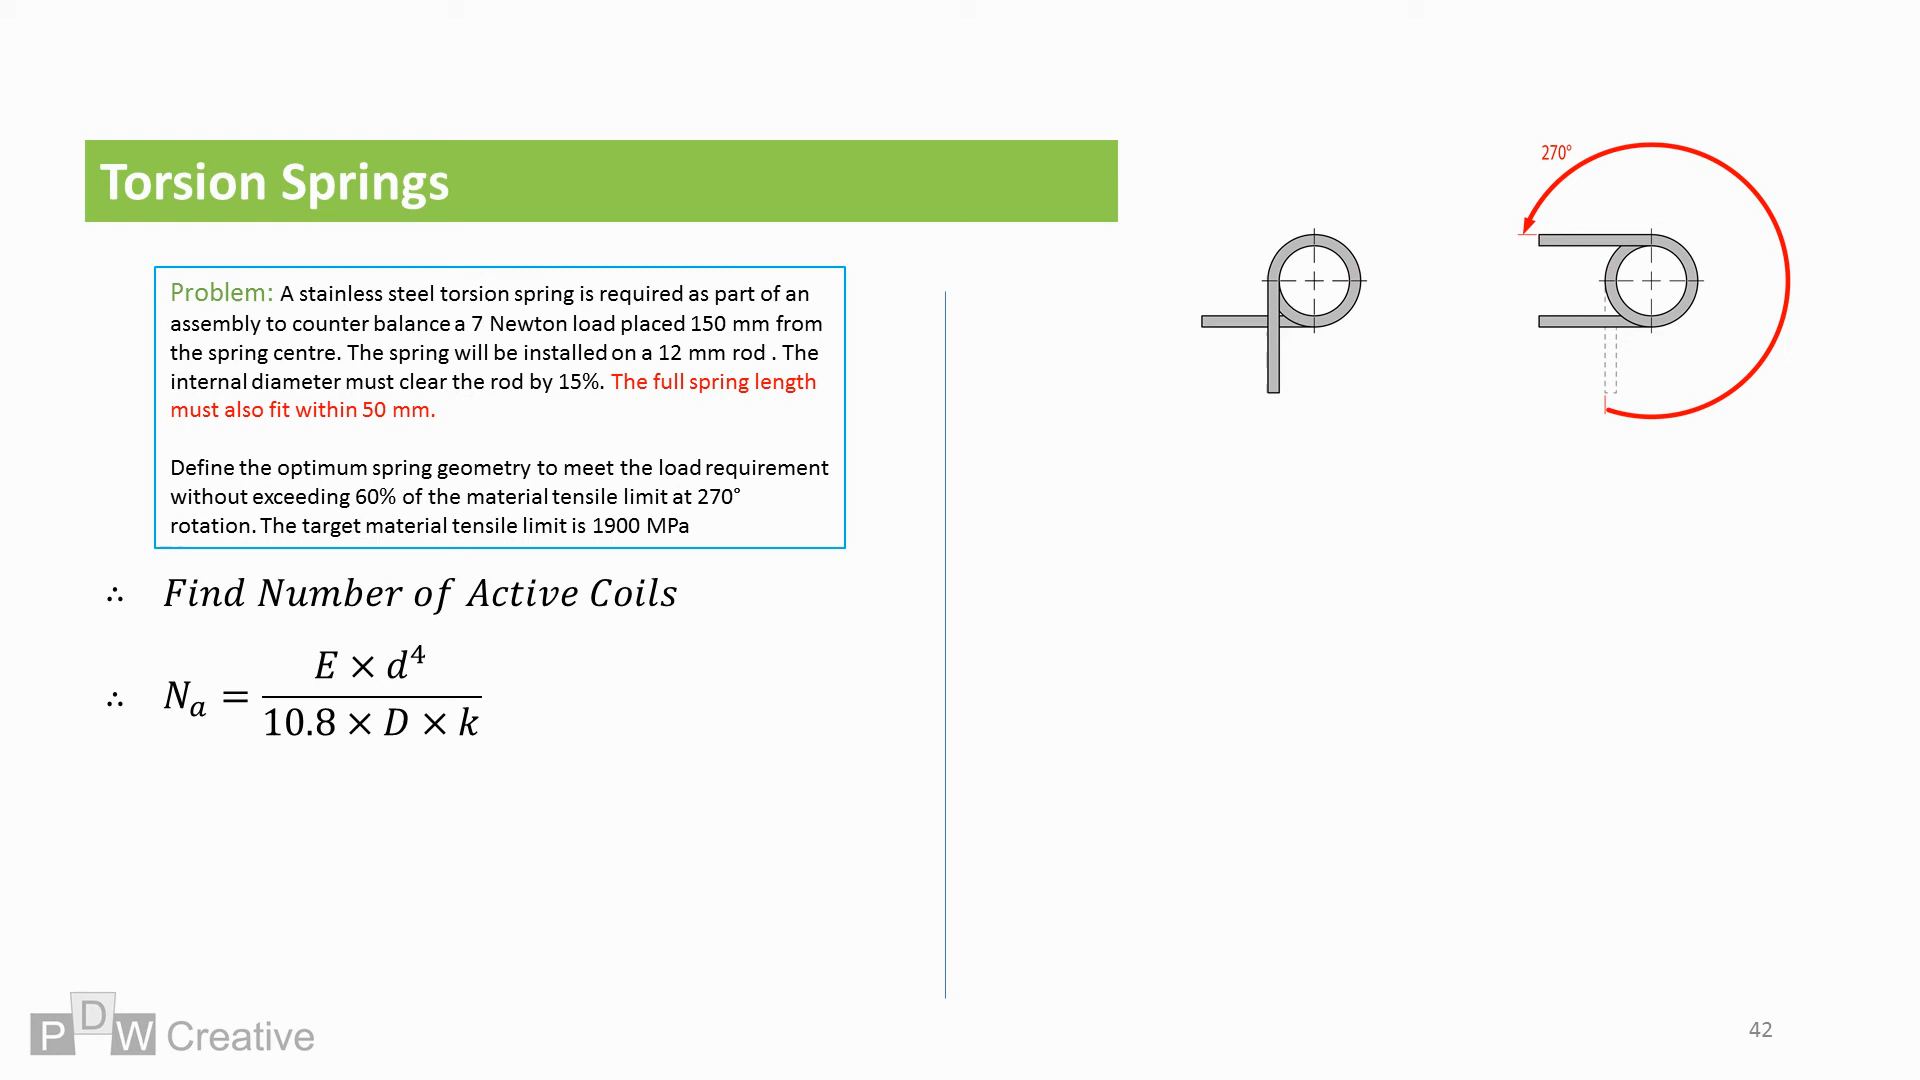 Torsion Springs
270°
Problem: A stainless steel torsion spring is required as part of an
assembly to counter balance a 7 Newton load placed 150 mm from
the spring centre. The spring will be installed on a 12 mm rod . The
internal diameter must clear the rod by 15%. The full spring length
must also fit within 50 mm.
Define the optimum spring geometry to meet the load requirement
without exceeding 60% of the material tensile limit at 270°
rotation. The target material tensile limit is 1900 MPa
∴ Find Number of Active Coils
∴ Nₐ = E × d⁴ / 10.8 × D × k
PDW Creative
42